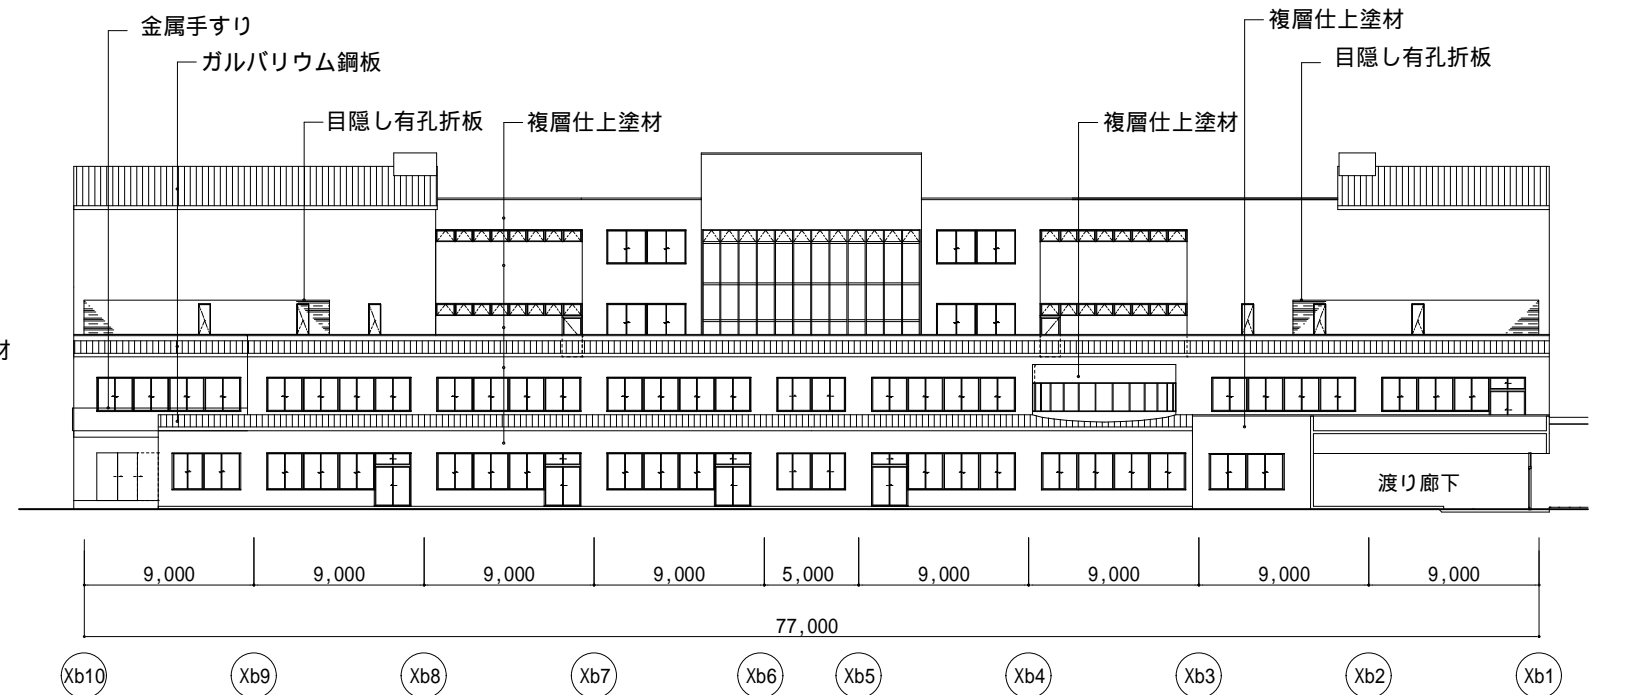 金属手すり
複層仕上塗材
ガルバリウム鋼板
目隠し有孔折板
目隠し有孔折板
複層仕上塗材
複層仕上塗材
材
渡り廊下
9,000 9,000 9,000 9,000 5,000 9,000 9,000 9,000 9,000
77,000
Xb10 Xb9 Xb8 Xb7 Xb6 Xb5 Xb4 Xb3 Xb2 Xb1